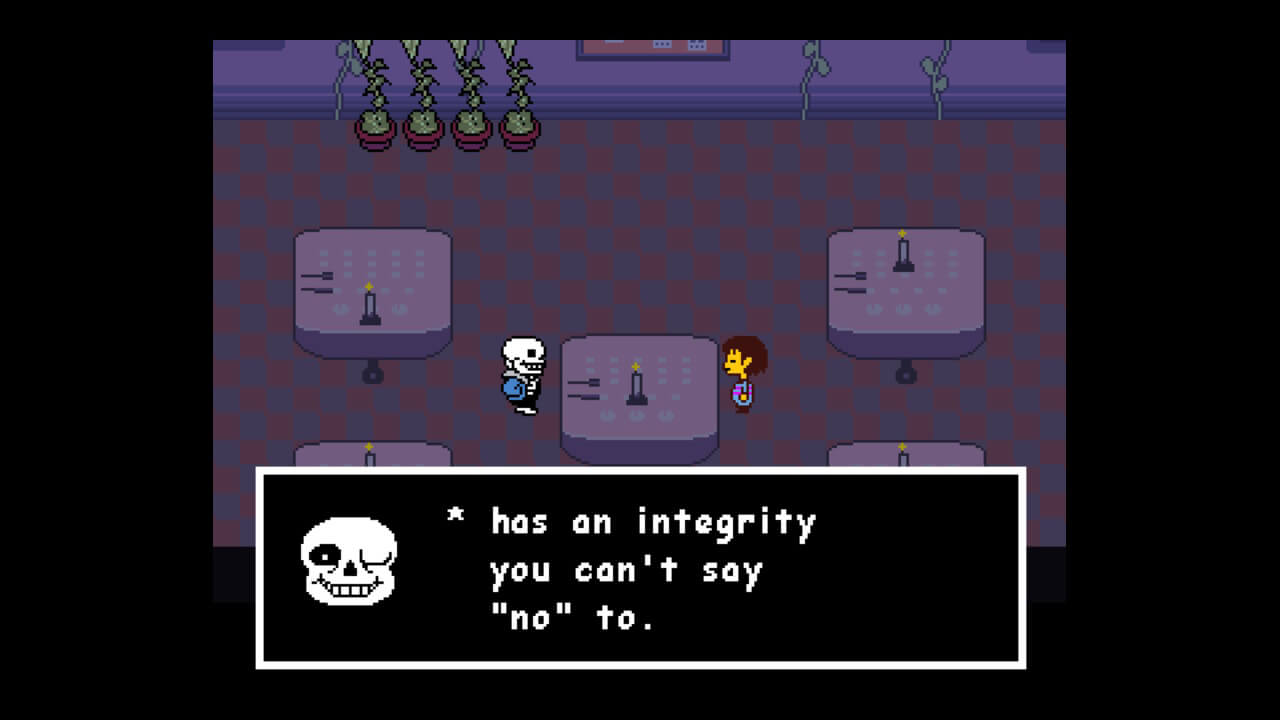 * has an integrity
you can't say
"no" to.